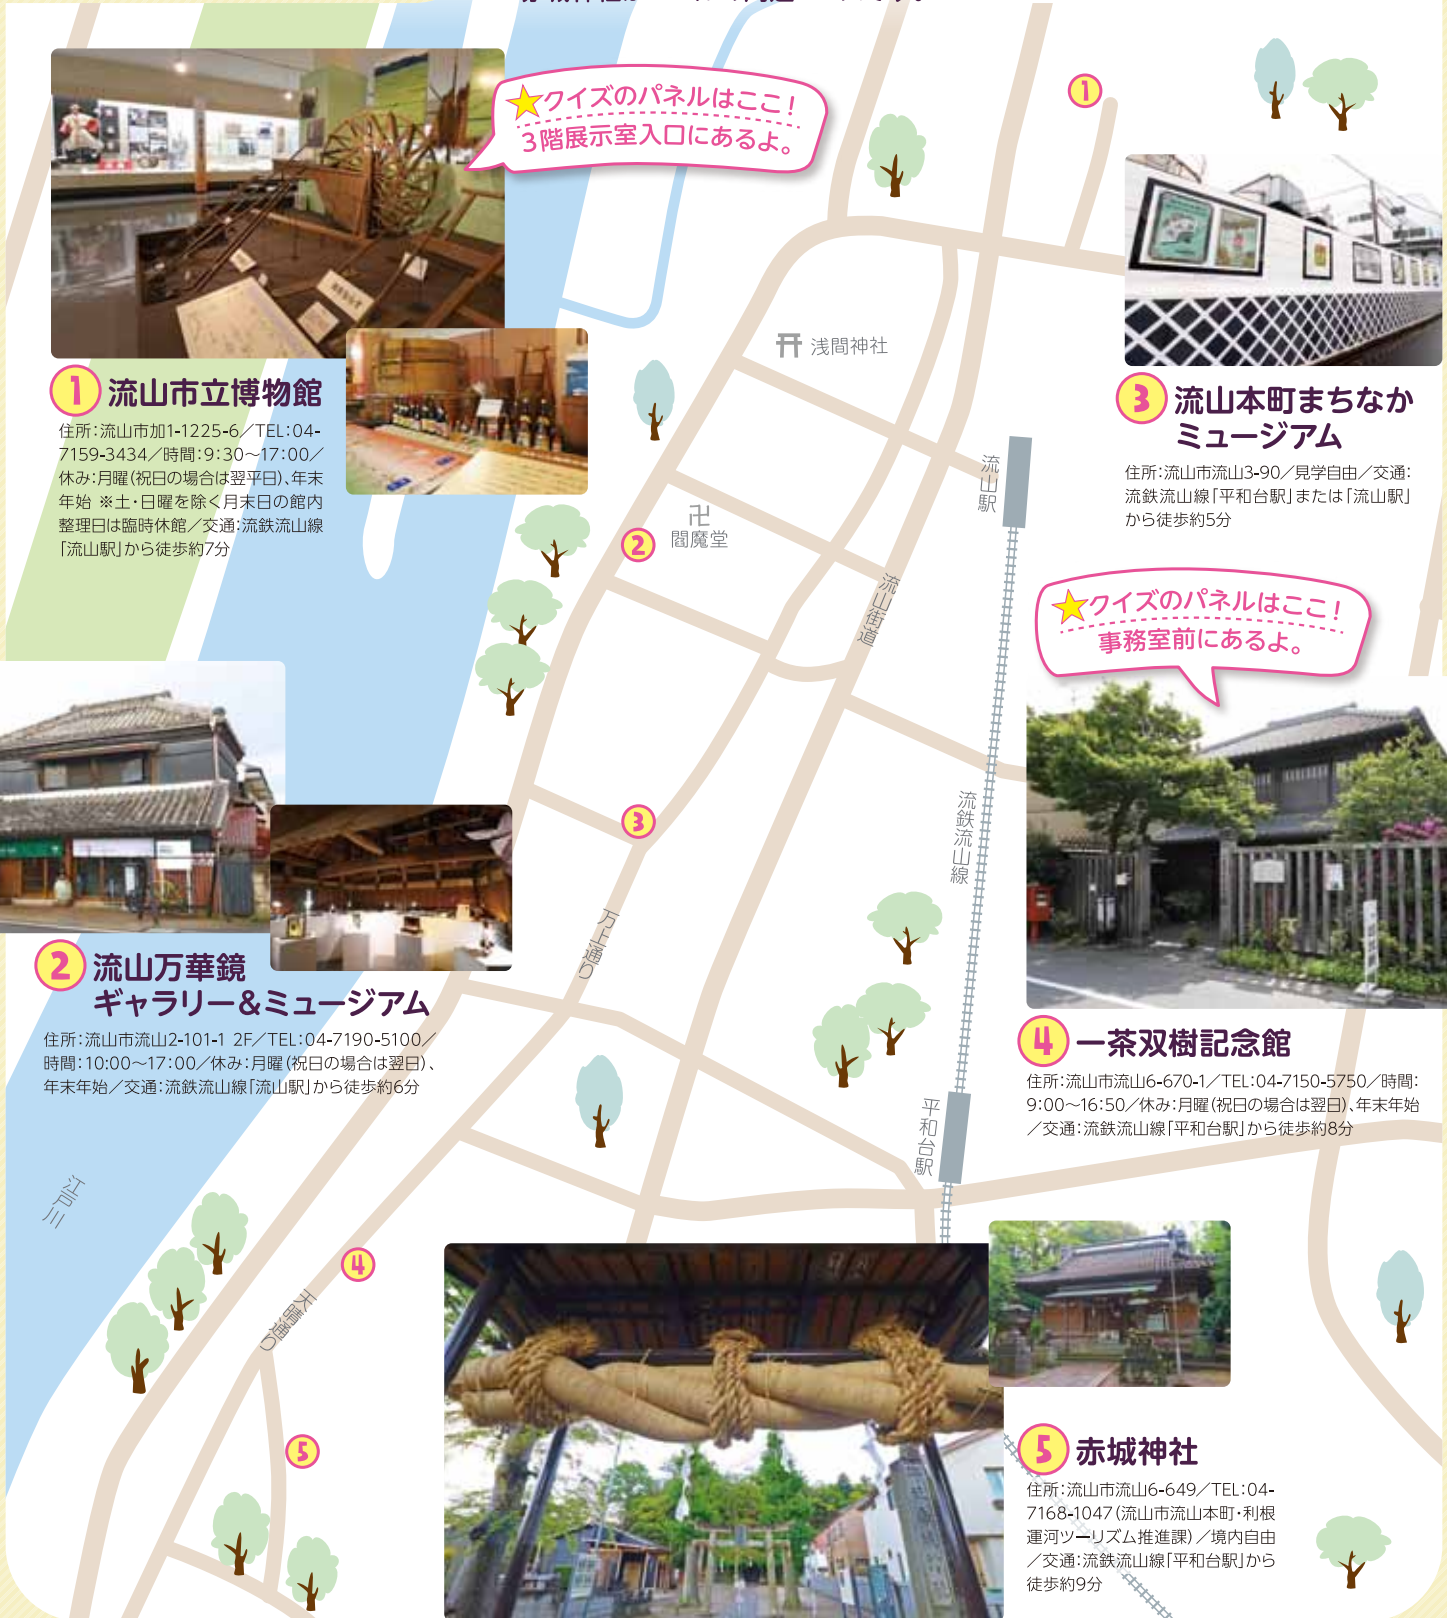 ★クイズのパネルはここ！
3階展示室入口にあるよ。
1
1 流山市立博物館
住所：流山市加1-1225-6／TEL：04-
7159-3434／時間：9：30〜17：00／
休み：月曜（祝日の場合は翌平日）、年末
年始 ※土・日曜を除く月末日の館内
整理日は臨時休館／交通：流鉄流山線
「流山駅」から徒歩約7分
浅間神社
3 流山本町まちなか
ミュージアム
住所：流山市流山3-90／見学自由／交通：
流鉄流山線「平和台駅」または「流山駅」
から徒歩約5分
流山駅
卍
閻魔堂
2
流山街道
★クイズのパネルはここ！
事務室前にあるよ。
3
流鉄流山線
万上通り
2 流山万華鏡
ギャラリー＆ミュージアム
住所：流山市流山2-101-1 2F／TEL：04-7190-5100／
時間：10:00〜17：00／休み：月曜（祝日の場合は翌日）、
年末年始／交通：流鉄流山線「流山駅」から徒歩約6分
4 一茶双樹記念館
住所：流山市流山6-670-1／TEL：04-7150-5750／時間：
9：00〜16：50／休み：月曜（祝日の場合は翌日）、年末年始
／交通：流鉄流山線「平和台駅」から徒歩約8分
平和台駅
江戸川
4
天晴通り
5
5 赤城神社
住所：流山市流山6-649／TEL：04-
7168-1047（流山市流山本町・利根
運河ツーリズム推進課）／境内自由
／交通：流鉄流山線「平和台駅」から
徒歩約9分